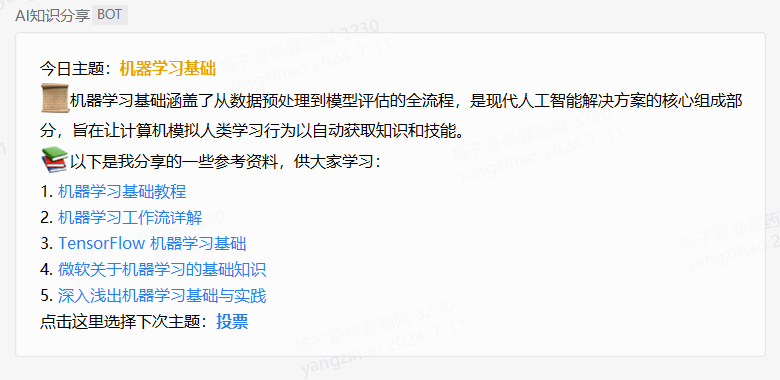 AI知识分享 BOT
今日主题：机器学习基础
机器学习基础涵盖了从数据预处理到模型评估的全流程，是现代人工智能解决方案的核心组成部
分，旨在让计算机模拟人类学习行为以自动获取知识和技能。
以下是我分享的一些参考资料，供大家学习：
1. 机器学习基础教程
2. 机器学习工作流详解
3. TensorFlow 机器学习基础
4. 微软关于机器学习的基础知识
5. 深入浅出机器学习基础与实践
点击这里选择下次主题：投票
3230
yangzihao 2024-7-11